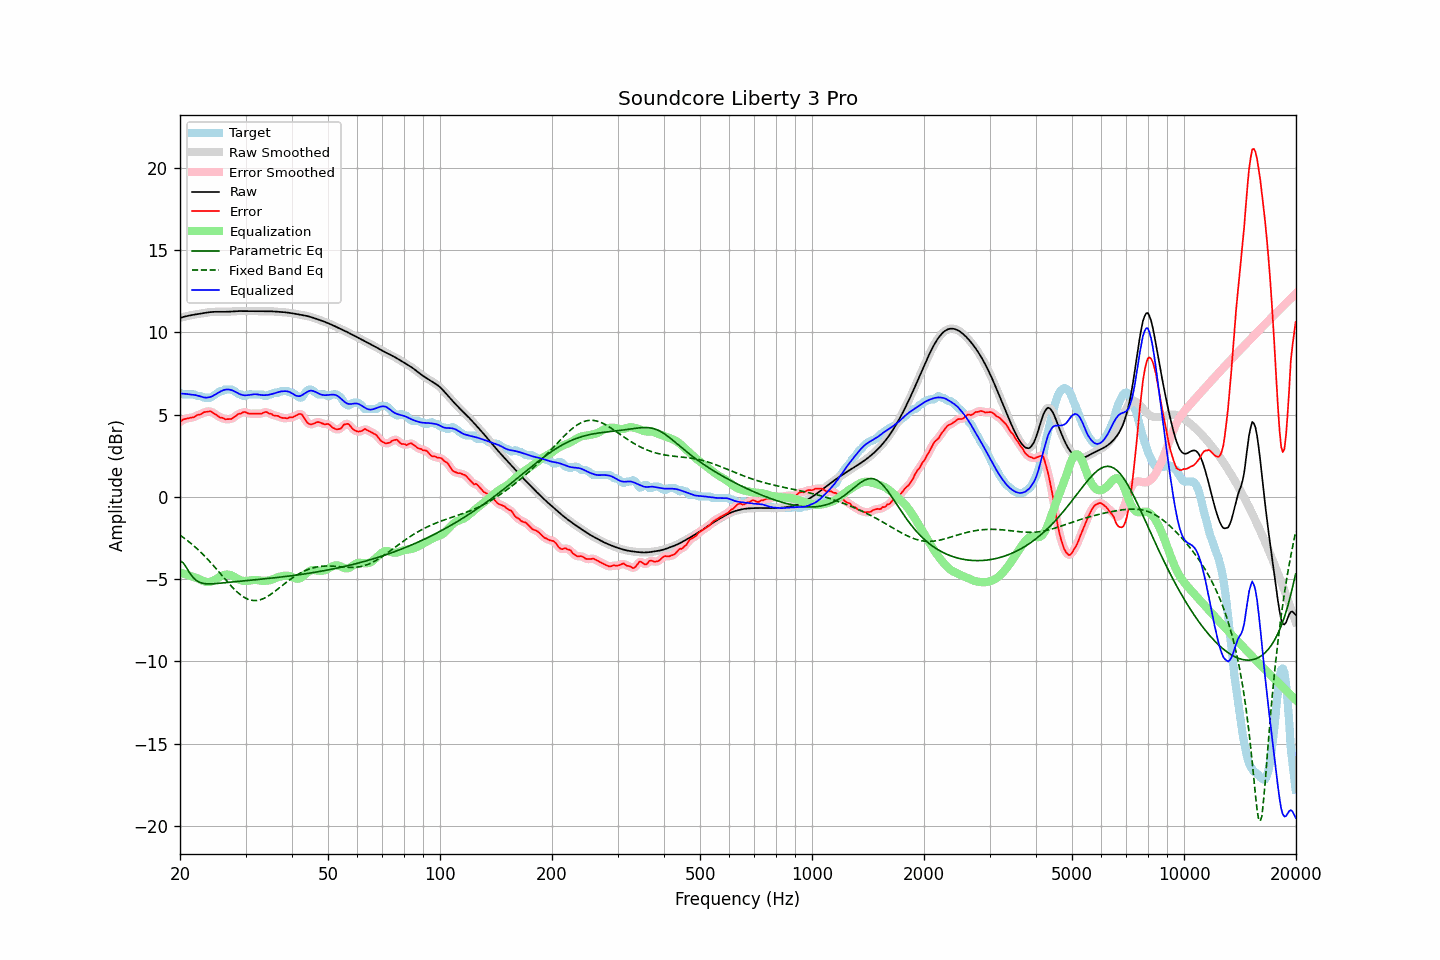 Soundcore Liberty 3 Pro
Target
Raw Smoothed
Error Smoothed
Raw
Error
Equalization
Parametric Eq
Fixed Band Eq
Equalized
Amplitude (dBr)
20
15
10
5
0
−5
−10
−15
−20
20 50 100 200 500 1000 2000 5000 10000 20000
Frequency (Hz)